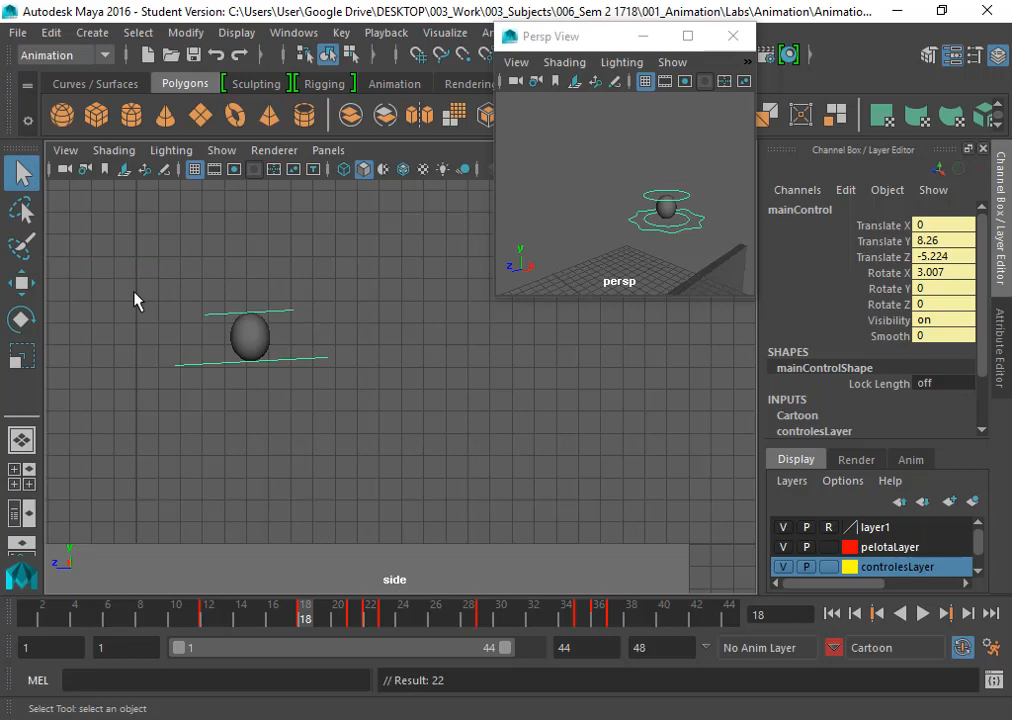 Autodesk Maya 2016 - Student Version: C:\Users\User\Google Drive\DESKTOP\003_Work\003_Subjects\006_Sem 2 1718\001_Animation\Labs\Animation\Animatio...
File Edit Create Select Modify Display Windows Key Playback Visualize An
Persp View
Animation
View Shading Lighting Show »
Curves / Surfaces Polygons Sculpting Rigging Animation Rendering
View Shading Lighting Show Renderer Panels
Channel Box / Layer Editor
Channels Edit Object Show
mainControl
Translate X 0
Translate Y 8.26
Translate Z -5.224
Rotate X 3.007
Rotate Y 0
Rotate Z 0
Visibility on
Smooth 0
SHAPES
mainControlShape
Lock Length off
INPUTS
Cartoon
controlesLayer
Channel Box / Layer Editor
Attribute Editor
y
z
persp
Display Render Anim
Layers Options Help
V P R layer1
V P pelotaLayer
V P controlesLayer
y
z
side
2 4 6 8 10 12 14 16 18 20 22 24 26 28 30 32 34 36 38 40 42 44
18
18
1 1 1 44 44 48 No Anim Layer Cartoon
MEL // Result: 22
Select Tool: select an object